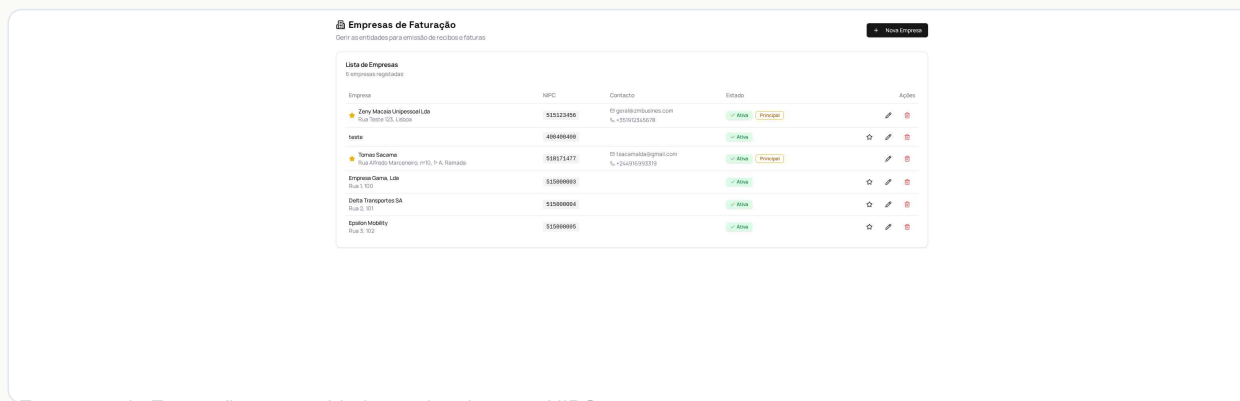 Empresas de Faturação
Gerir as entidades para emissão de recibos e faturas
+ Nova Empresa
Lista de Empresas
6 empresas registadas
Empresa NIPC Contacto Estado Ações
Zeny Macaia Unipessoal Lda
Rua Teste 123, Lisboa
515123456
geral@zmbusines.com
+351912345678
Ativa Principal
teste 400400400 Ativa
Tomas Sacama
Rua Alfredo Marceneiro, nº10, 1º A, Ramada
518171477
tsacamalda@gmail.com
+244916993319
Ativa Principal
Empresa Gama, Lda
Rua 1, 100
515000003 Ativa
Delta Transportes SA
Rua 2, 101
515000004 Ativa
Epsilon Mobility
Rua 3, 102
515000005 Ativa